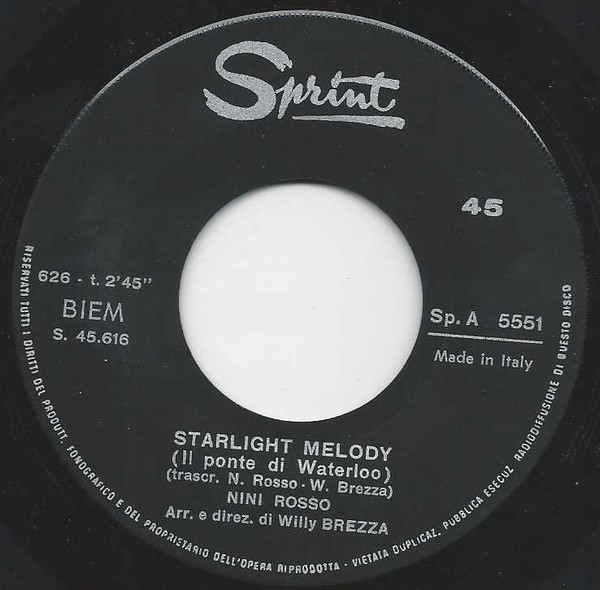 Sprint
45
626 - t. 2'45"
BIEM
S. 45.616
Sp. A 5551
Made in Italy
STARLIGHT MELODY
(Il ponte di Waterloo)
(trascr. N. Rosso - W. Brezza)
NINI ROSSO
Arr. e direz. di Willy BREZZA
RISERVATI TUTTI I DIRITTI DEL PRODUTT. FONOGRAFICO E DEL PROPRIETARIO DELL'OPERA RIPRODOTTA - VIETATA DUPLICAZ. PUBBLICA ESECUZ. RADIODIFFUSIONE DI QUESTO DISCO